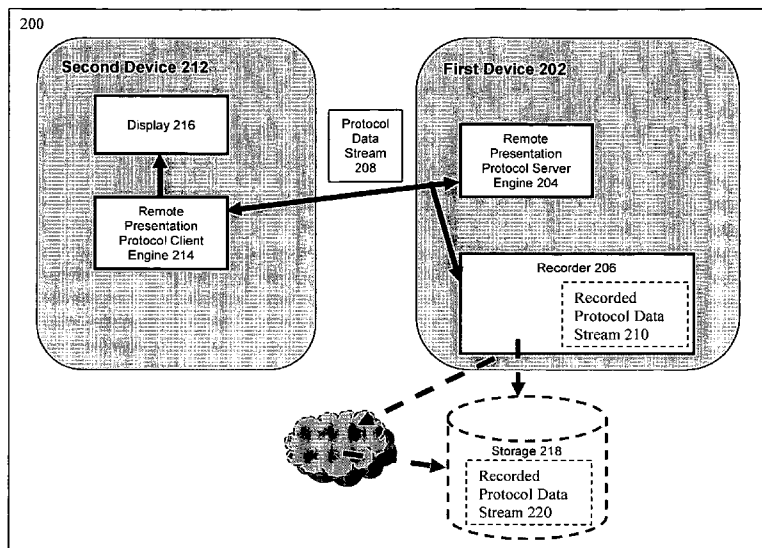 200
Second Device 212
Display 216
Remote
Presentation
Protocol Client
Engine 214
Protocol
Data
Stream
208
First Device 202
Remote
Presentation
Protocol Server
Engine 204
Recorder 206
Recorded
Protocol Data
Stream 210
Storage 218
Recorded
Protocol Data
Stream 220